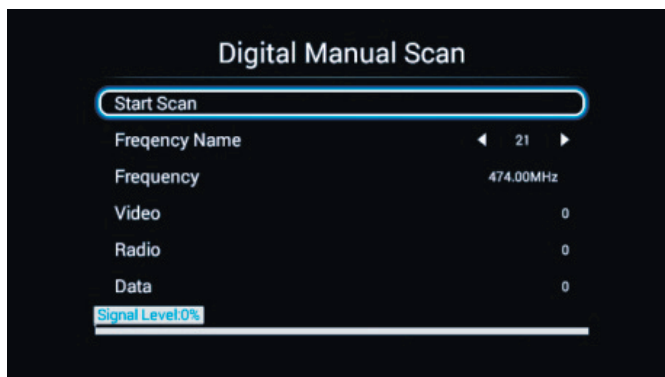 Digital Manual Scan
Start Scan
Freqency Name 21
Frequency 474.00MHz
Video 0
Radio 0
Data 0
Signal Level:0%